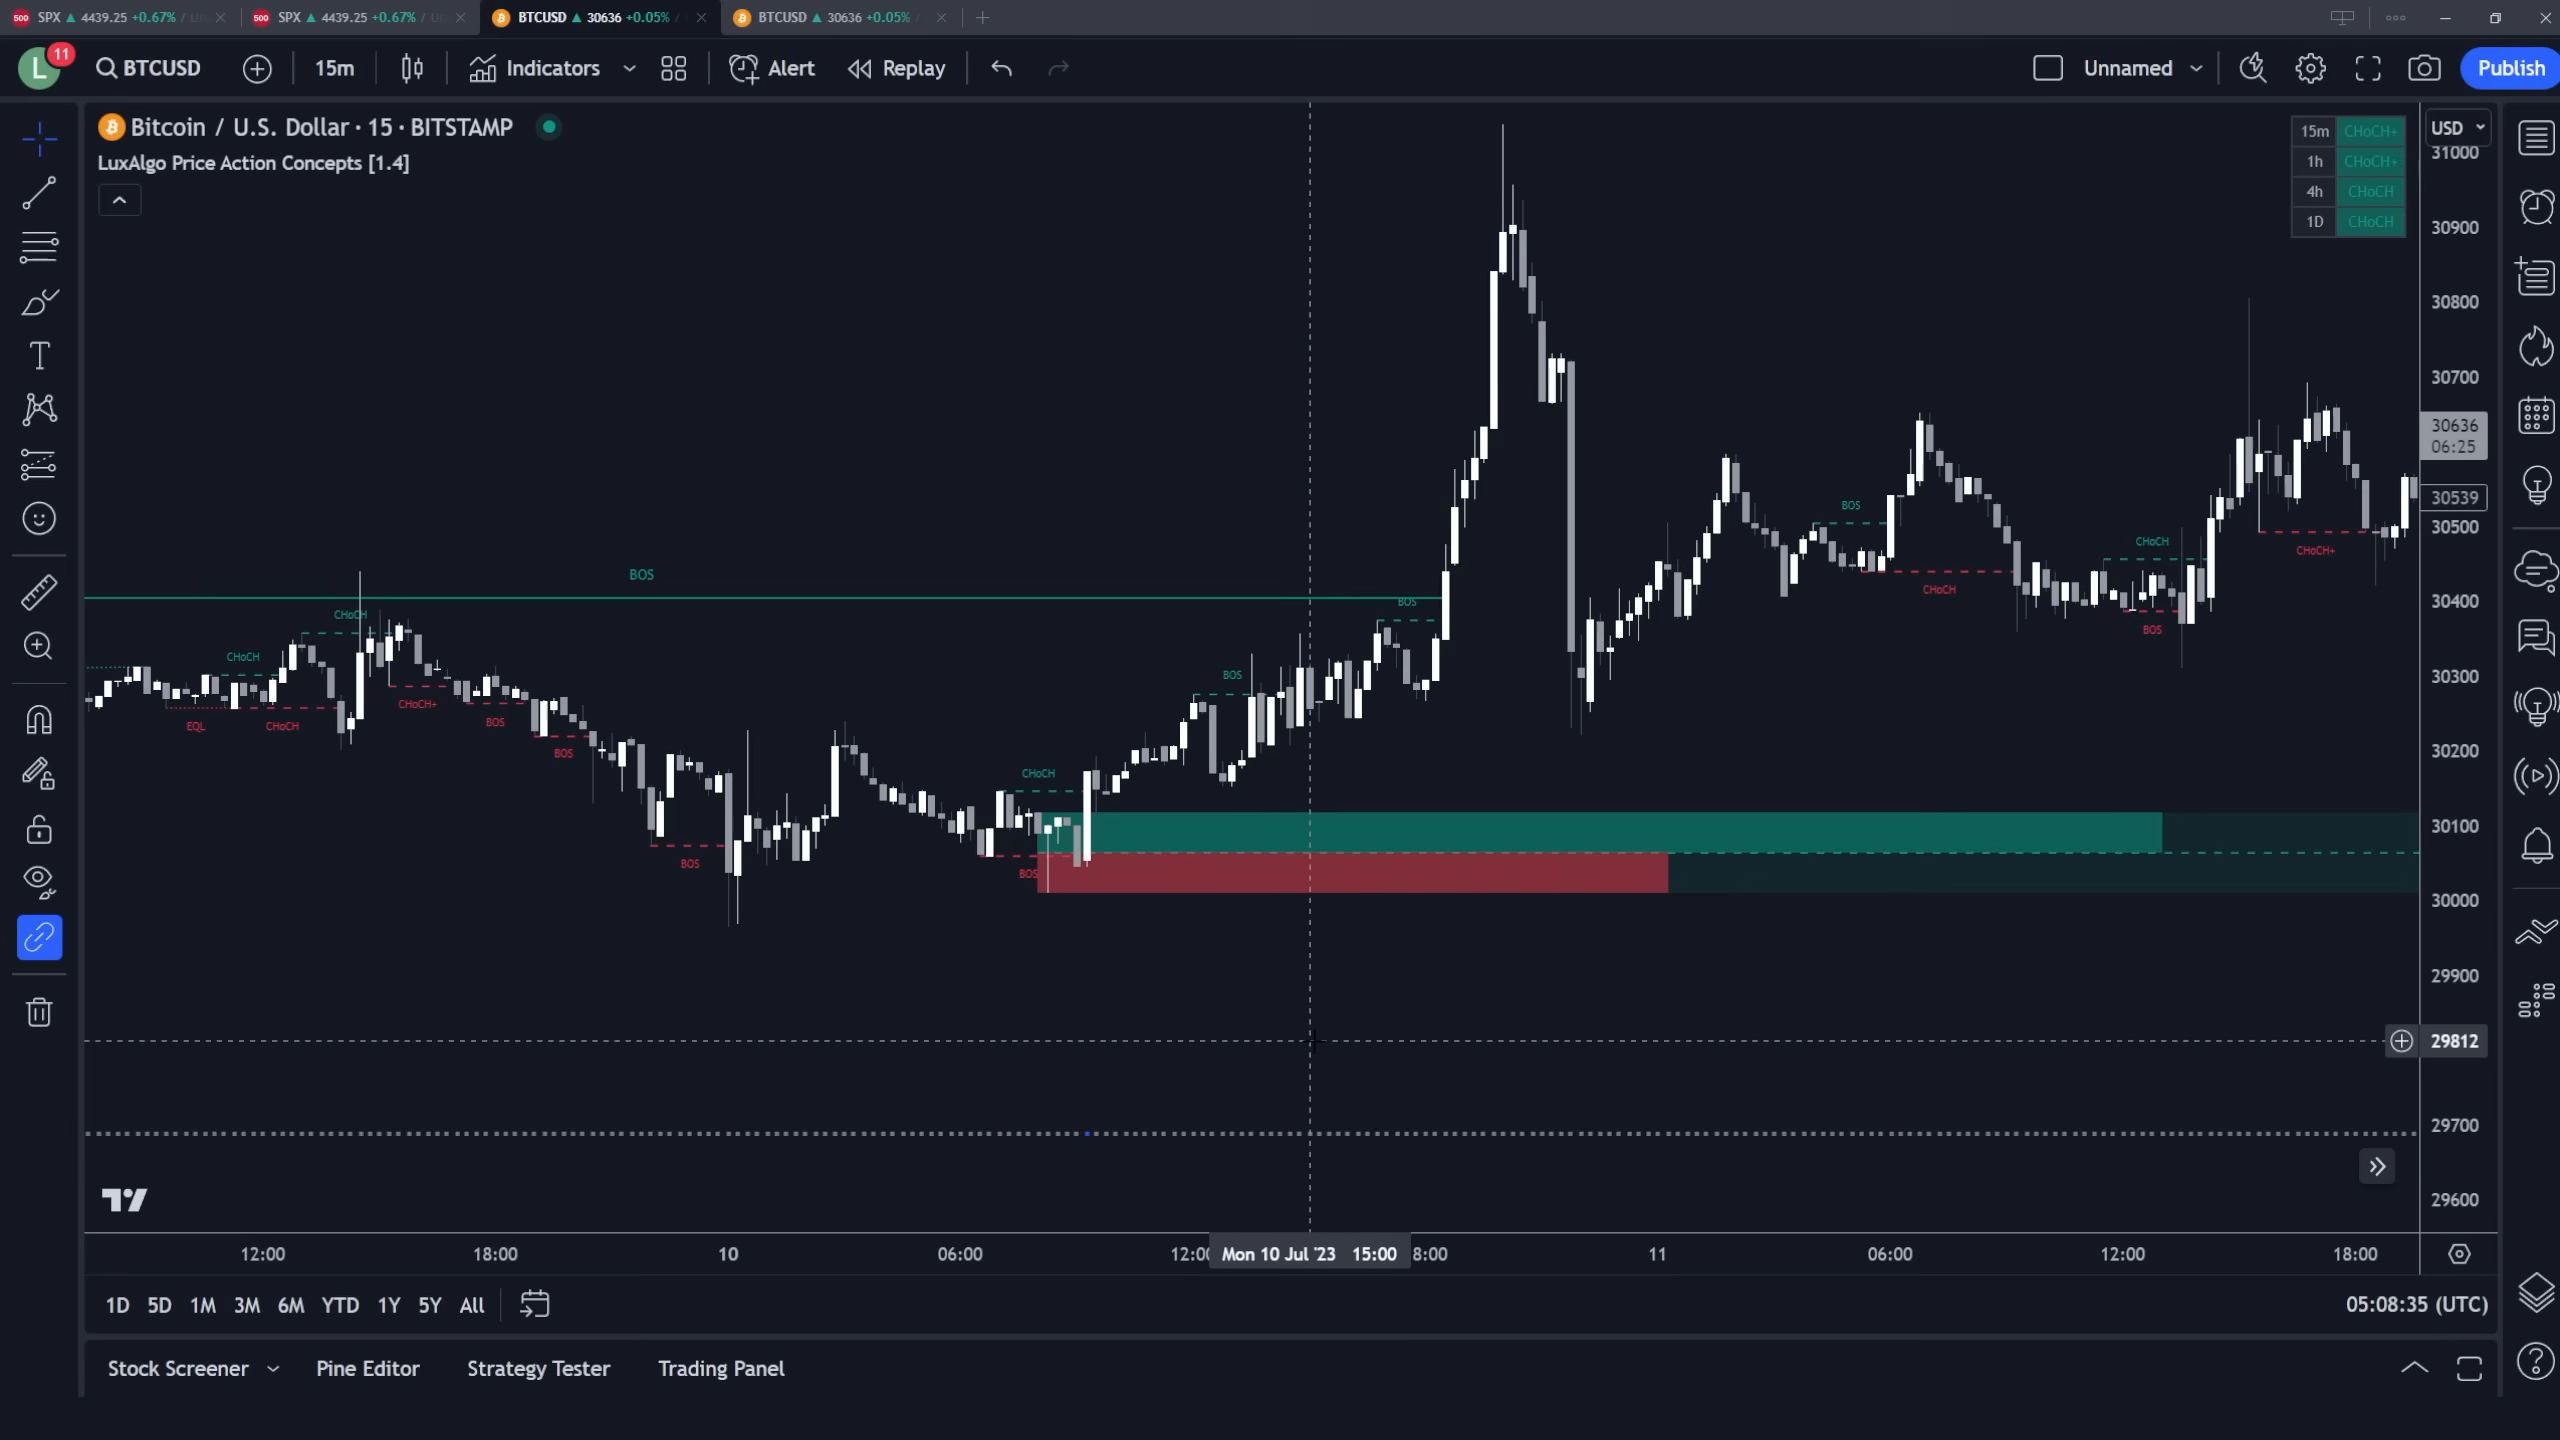 SPX ▲ 4439.25 +0.67% /
SPX ▲ 4439.25 +0.67% /
BTCUSD ▲ 30636 +0.05% /
BTCUSD ▲ 30636 +0.05% /
L
11
BTCUSD
15m
Indicators
Alert
Replay
Unnamed
Publish
Bitcoin / U.S. Dollar · 15 · BITSTAMP
LuxAlgo Price Action Concepts [1.4]
15m CHoCH+
1h CHoCH+
4h CHoCH
1D CHoCH
USD
31000
30900
30800
30700
30636
06:25
30539
30500
30400
30300
30200
30100
30000
29900
29812
29700
29600
BOS
CHoCH
CHoCH
EQL
CHoCH
CHoCH+
BOS
BOS
BOS
CHoCH
BOS
BOS
BOS
BOS
CHoCH
CHoCH
BOS
CHoCH+
12:00
18:00
10
06:00
12:00
Mon 10 Jul '23 15:00
8:00
11
06:00
12:00
18:00
1D 5D 1M 3M 6M YTD 1Y 5Y All
05:08:35 (UTC)
Stock Screener
Pine Editor
Strategy Tester
Trading Panel